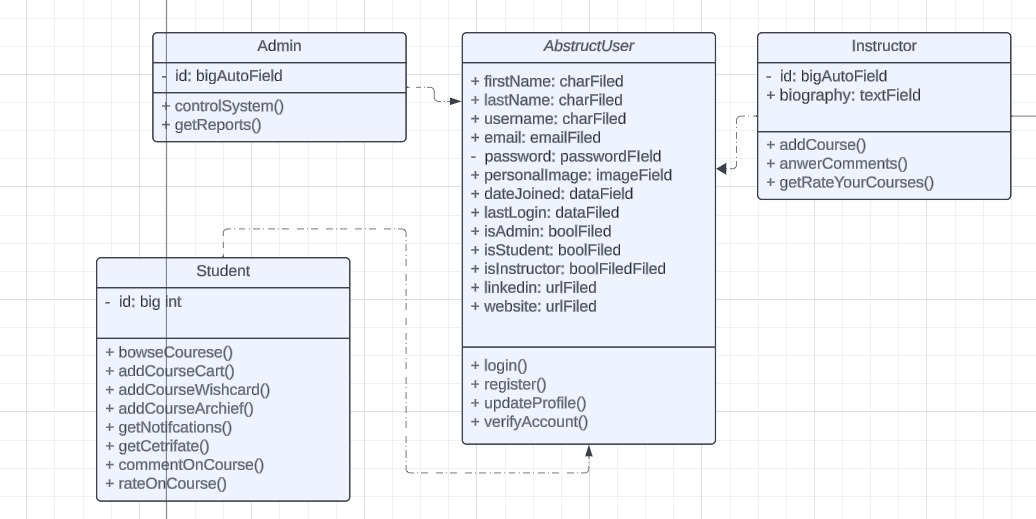 Admin
- id: bigAutoField
+ controlSystem()
+ getReports()
AbstructUser
+ firstName: charFiled
+ lastName: charFiled
+ username: charFiled
+ email: emailFiled
- password: passwordFIeld
+ personalImage: imageField
+ dateJoined: dataField
+ lastLogin: dataFiled
+ isAdmin: boolFiled
+ isStudent: boolFiled
+ isInstructor: boolFiledFiled
+ linkedin: urlFiled
+ website: urlFiled
+ login()
+ register()
+ updateProfile()
+ verifyAccount()
Instructor
- id: bigAutoField
+ biography: textField
+ addCourse()
+ anwerComments()
+ getRateYourCourses()
Student
- id: big int
+ bowseCourese()
+ addCourseCart()
+ addCourseWishcard()
+ addCourseArchief()
+ getNotifcations()
+ getCetrifate()
+ commentOnCourse()
+ rateOnCourse()